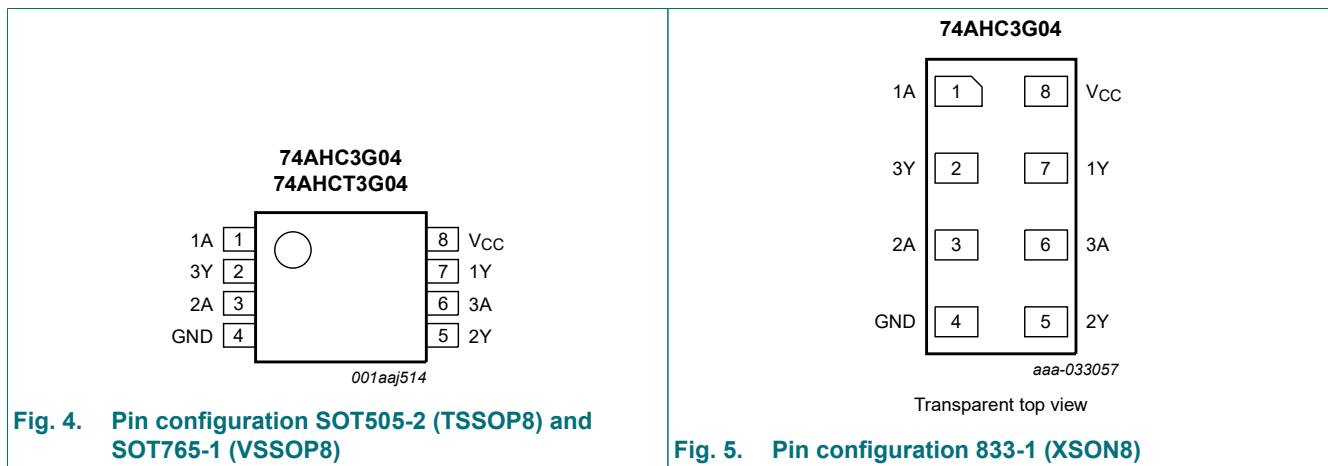 74AHC3G04
74AHCT3G04
1A 1 8 VCC
3Y 2 7 1Y
2A 3 6 3A
GND 4 5 2Y
001aaj514
Fig. 4. Pin configuration SOT505-2 (TSSOP8) and
SOT765-1 (VSSOP8)
74AHC3G04
1A 1 8 VCC
3Y 2 7 1Y
2A 3 6 3A
GND 4 5 2Y
aaa-033057
Transparent top view
Fig. 5. Pin configuration 833-1 (XSON8)